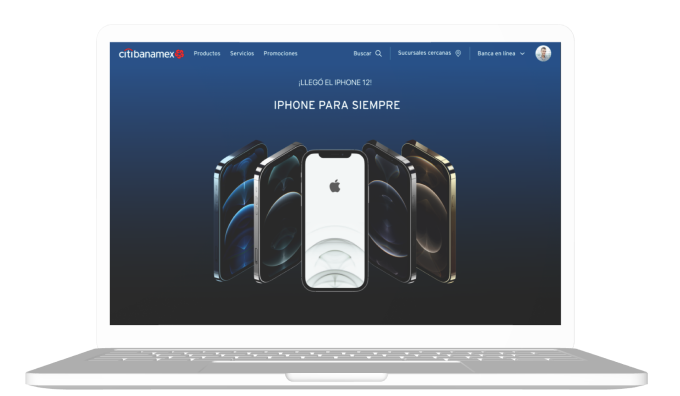 citibanamex Productos Servicios Promociones Buscar Sucursales cercanas Banca en línea
¡LLEGÓ EL IPHONE 12!
IPHONE PARA SIEMPRE